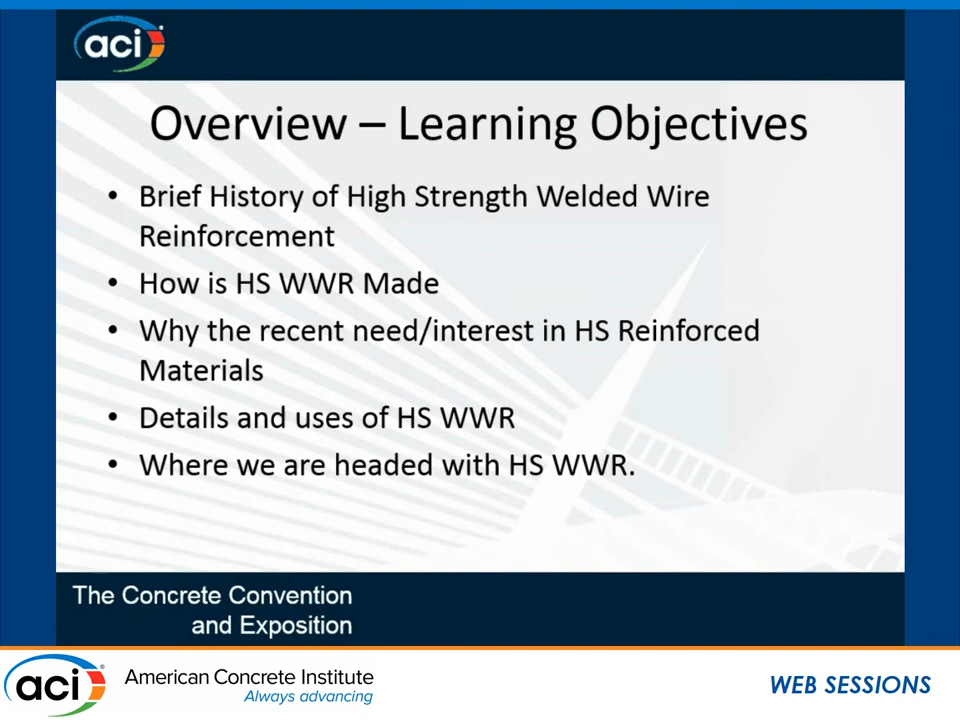 aci
Overview – Learning Objectives
• Brief History of High Strength Welded Wire
Reinforcement
• How is HS WWR Made
• Why the recent need/interest in HS Reinforced
Materials
• Details and uses of HS WWR
• Where we are headed with HS WWR.
The Concrete Convention
and Exposition
aci®
American Concrete Institute
Always advancing
WEB SESSIONS